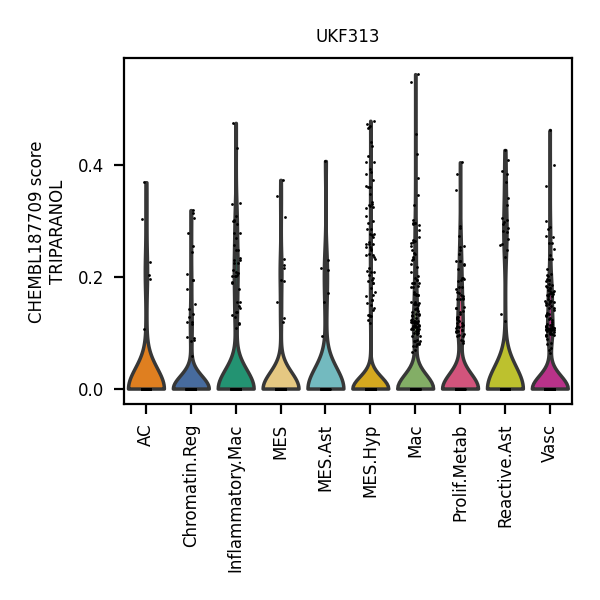 UKF313
CHEMBL187709 score
TRIPARANOL
0.4
0.2
0.0
AC
Chromatin.Reg
Inflammatory.Mac
MES
MES.Ast
MES.Hyp
Mac
Prolif.Metab
Reactive.Ast
Vasc